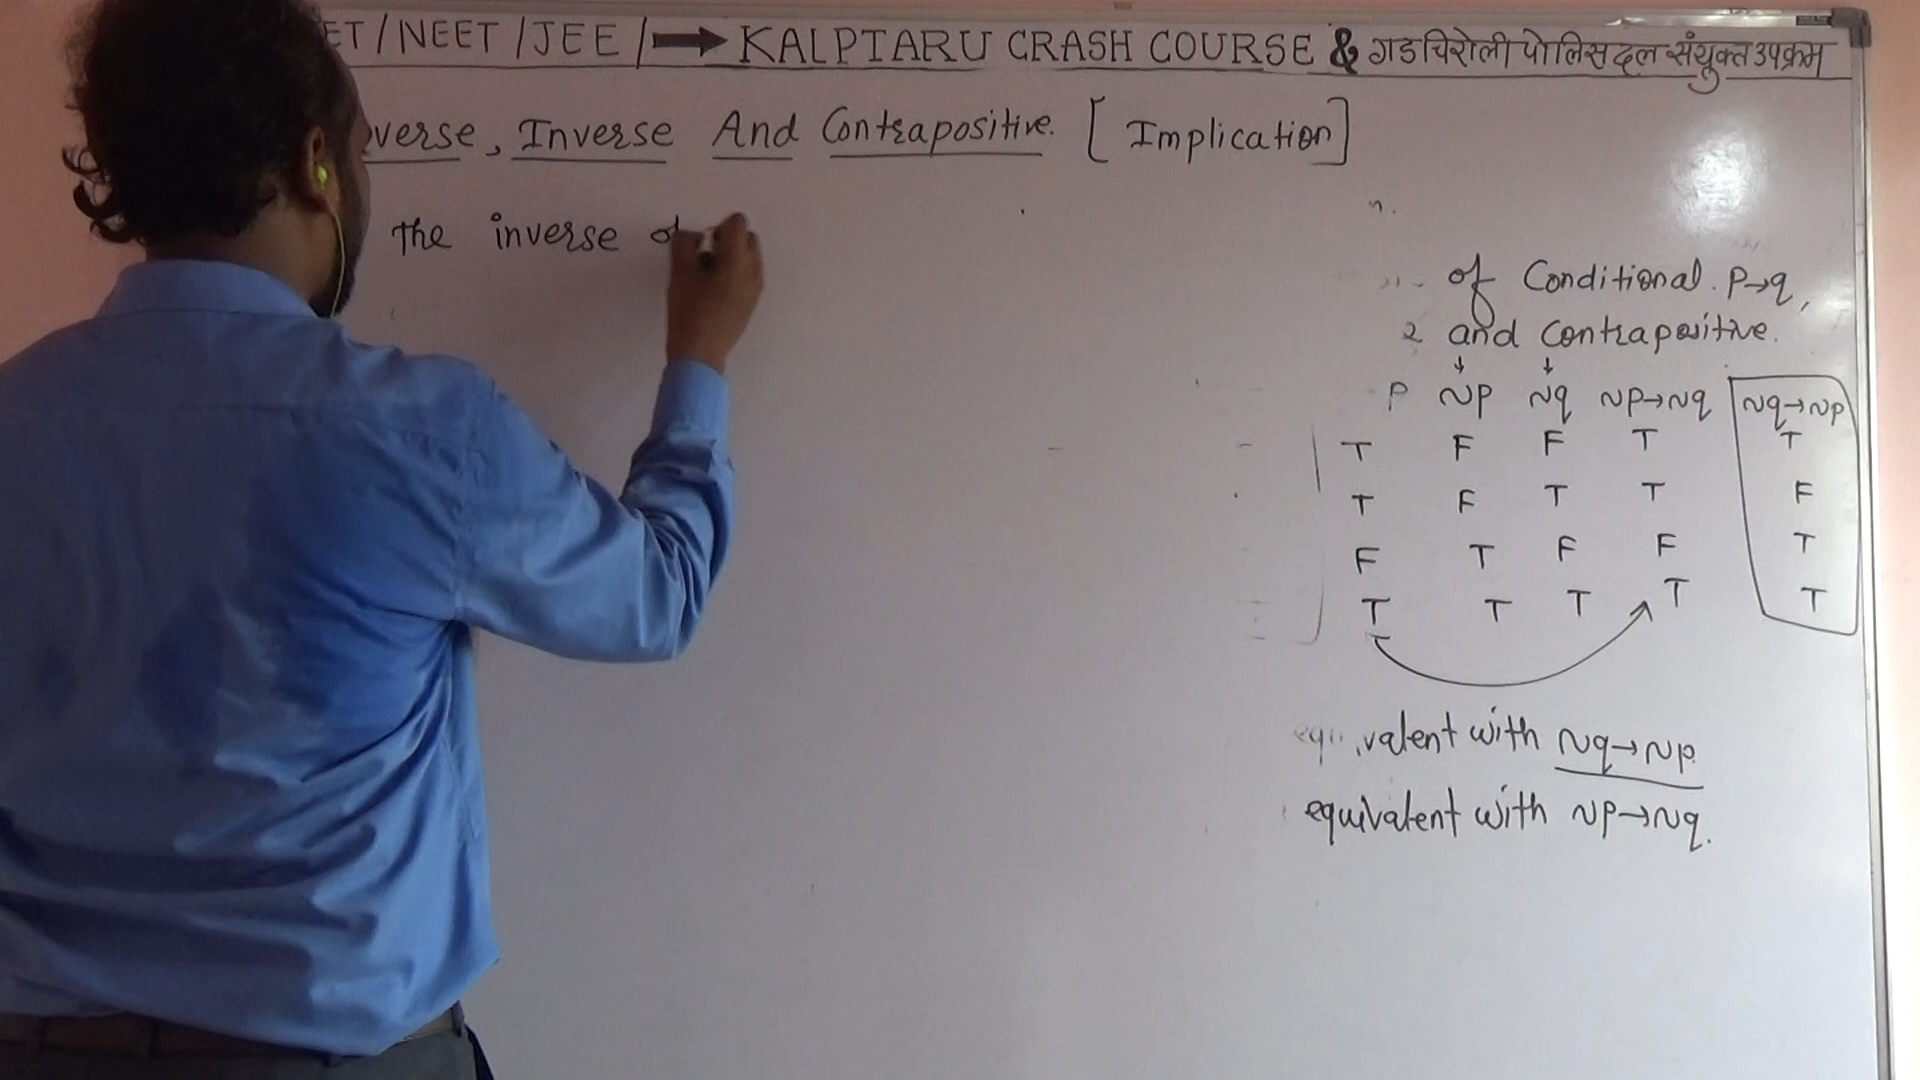 ET/NEET/JEE/➡KALPTARU CRASH COURSE & गडचिरोली पोलिस दल संयुक्त उपक्रम
verse, Inverse And Contrapositive. [Implication]
The inverse of
of Conditional. P→q,
2 and Contrapositive.
P ~p ~q ~p→~q ~q→~p
T F F T T
T F T T F
F T F F T
T T T T T
valent with ~q→~p
equivalent with ~p→~q.